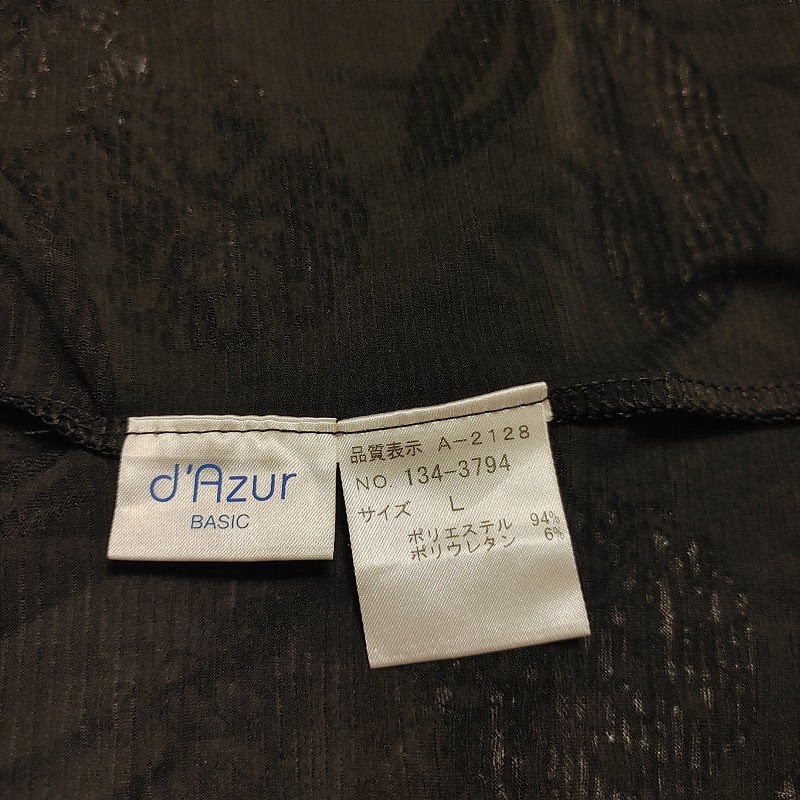 d'Azur
BASIC
品質表示 A-2128
NO. 134-3794
サイズ L
ポリエステル 94%
ポリウレタン 6%